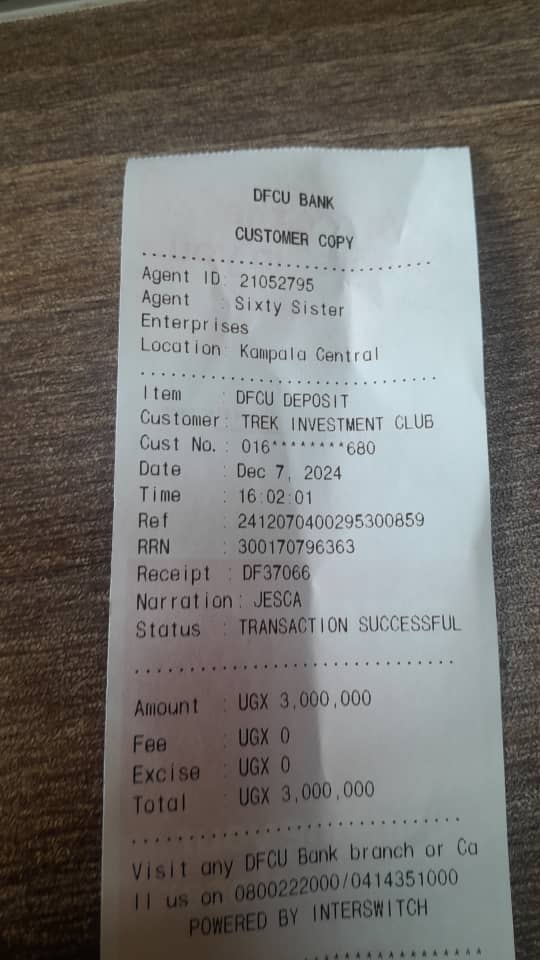 DFCU BANK
CUSTOMER COPY
Agent ID: 21052795
Agent : Sixty Sister
Enterprises
Location: Kampala Central
Item : DFCU DEPOSIT
Customer: TREK INVESTMENT CLUB
Cust No. : 016********680
Date : Dec 7, 2024
Time : 16:02:01
Ref : 2412070400295300859
RRN : 300170796363
Receipt : DF37066
Narration: JESCA
Status : TRANSACTION SUCCESSFUL
Amount : UGX 3,000,000
Fee : UGX 0
Excise : UGX 0
Total : UGX 3,000,000
Visit any DFCU Bank branch or Ca
ll us on 0800222000/0414351000
POWERED BY INTERSWITCH